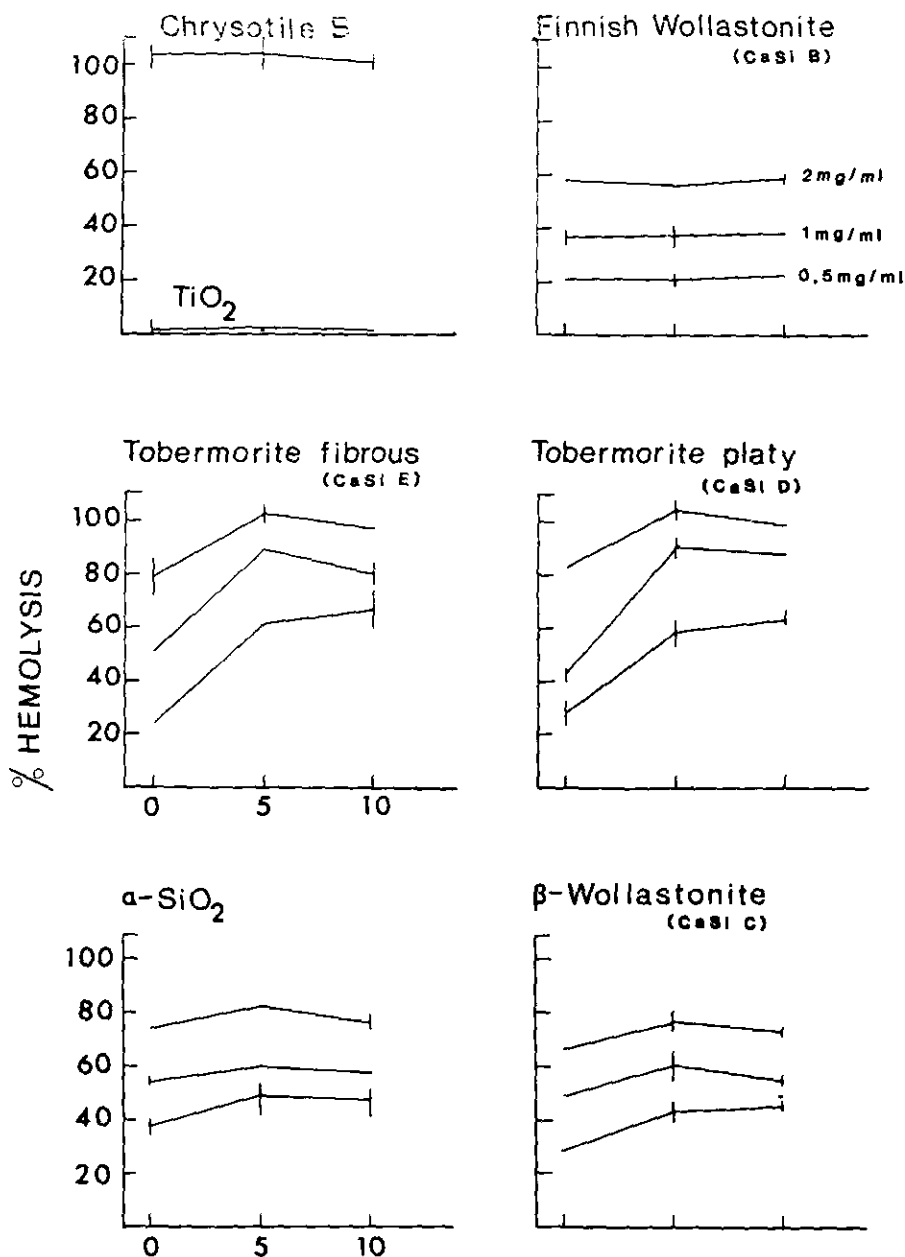 Chrysotile B
100
80
60
40
20
TiO₂
Finnish Wollastonite
(CaSi B)
2mg/ml
1mg/ml
0,5mg/ml
% HEMOLYSIS
Tobermorite fibrous
(CaSi E)
100
80
60
40
20
0 5 10
Tobermorite platy
(CaSi D)
α-SiO₂
100
80
60
40
20
0 5 10
β-Wollastonite
(CaSi C)